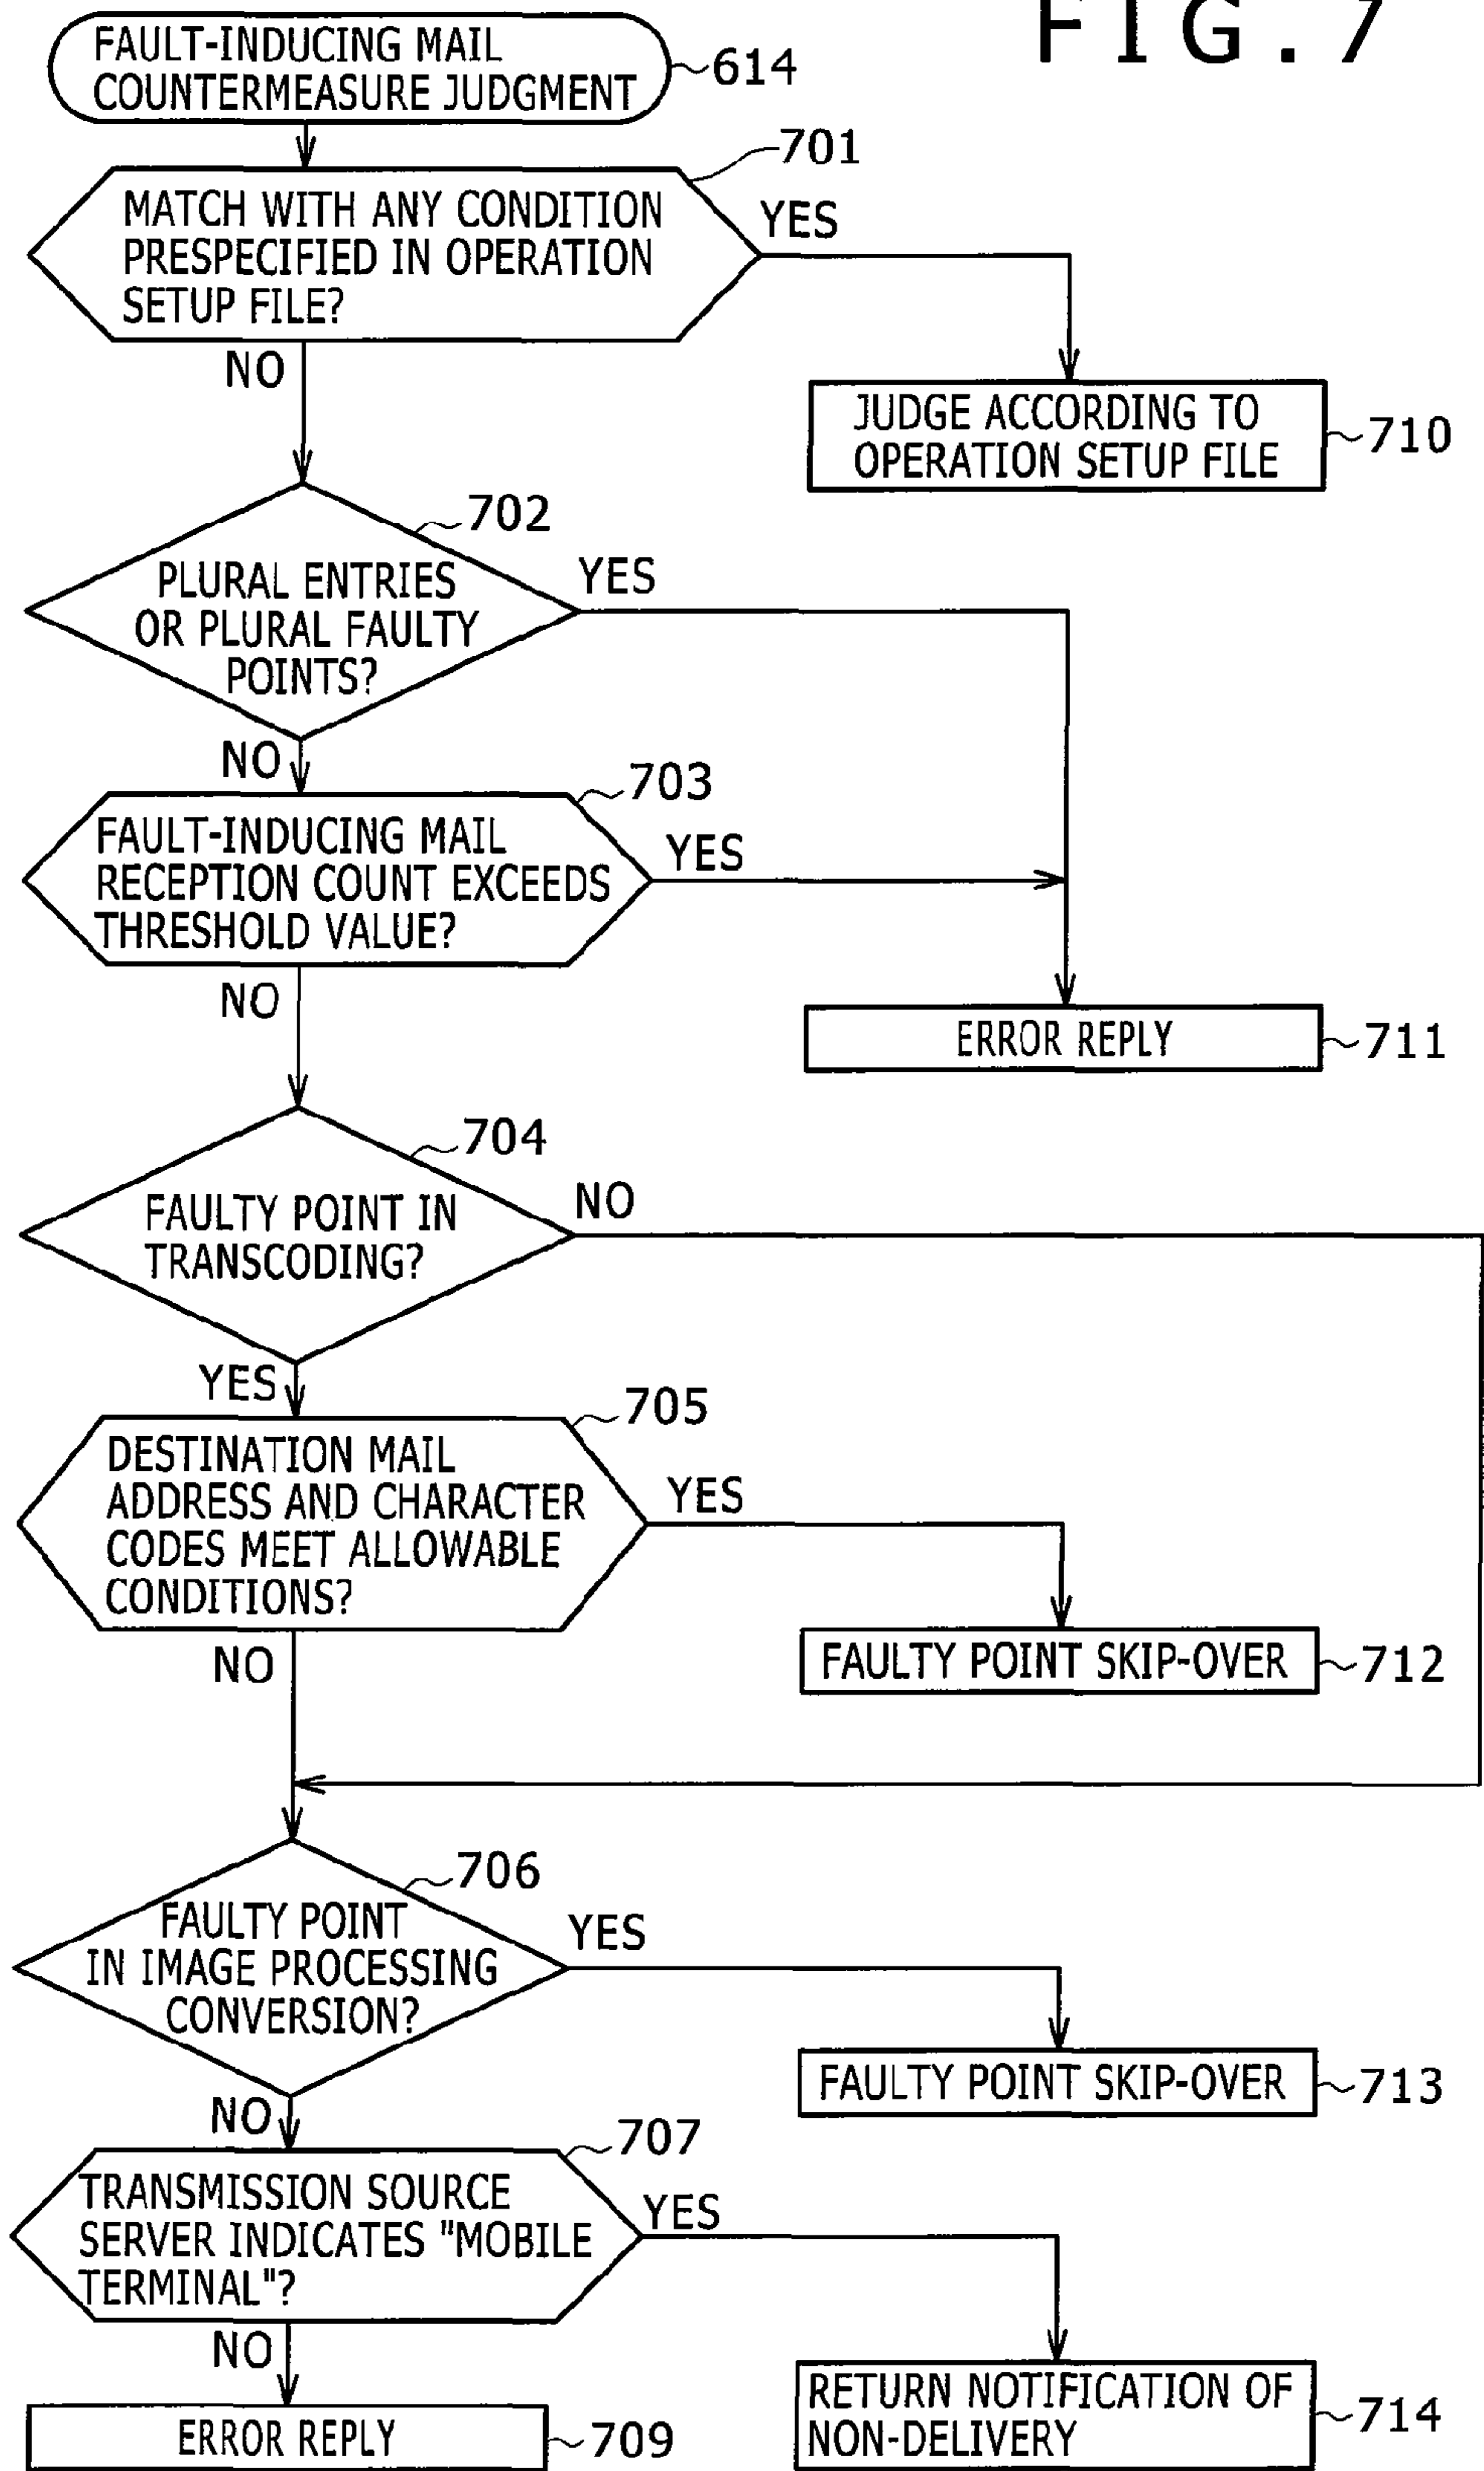 FIG.7
FAULT-INDUCING MAIL
COUNTERMEASURE JUDGMENT
614
701
MATCH WITH ANY CONDITION
PRESPECIFIED IN OPERATION
SETUP FILE?
YES
NO
JUDGE ACCORDING TO
OPERATION SETUP FILE
710
702
PLURAL ENTRIES
OR PLURAL FAULTY
POINTS?
YES
NO
703
FAULT-INDUCING MAIL
RECEPTION COUNT EXCEEDS
THRESHOLD VALUE?
YES
NO
ERROR REPLY
711
704
FAULTY POINT IN
TRANSCODING?
NO
YES
705
DESTINATION MAIL
ADDRESS AND CHARACTER
CODES MEET ALLOWABLE
CONDITIONS?
YES
NO
FAULTY POINT SKIP-OVER
712
706
FAULTY POINT
IN IMAGE PROCESSING
CONVERSION?
YES
NO
FAULTY POINT SKIP-OVER
713
707
TRANSMISSION SOURCE
SERVER INDICATES "MOBILE
TERMINAL"?
YES
NO
ERROR REPLY
709
RETURN NOTIFICATION OF
NON-DELIVERY
714